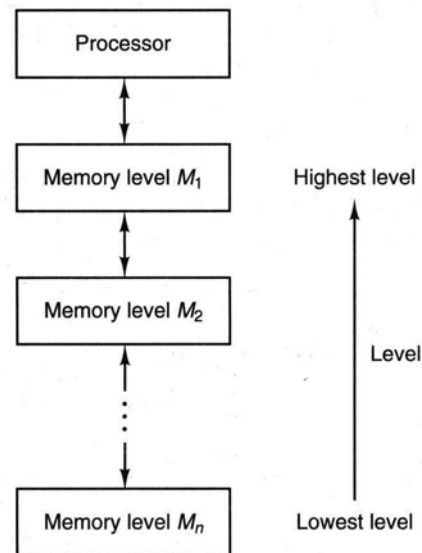 Processor
Memory level M₁
Highest level
Memory level M₂
Level
Memory level Mₙ
Lowest level